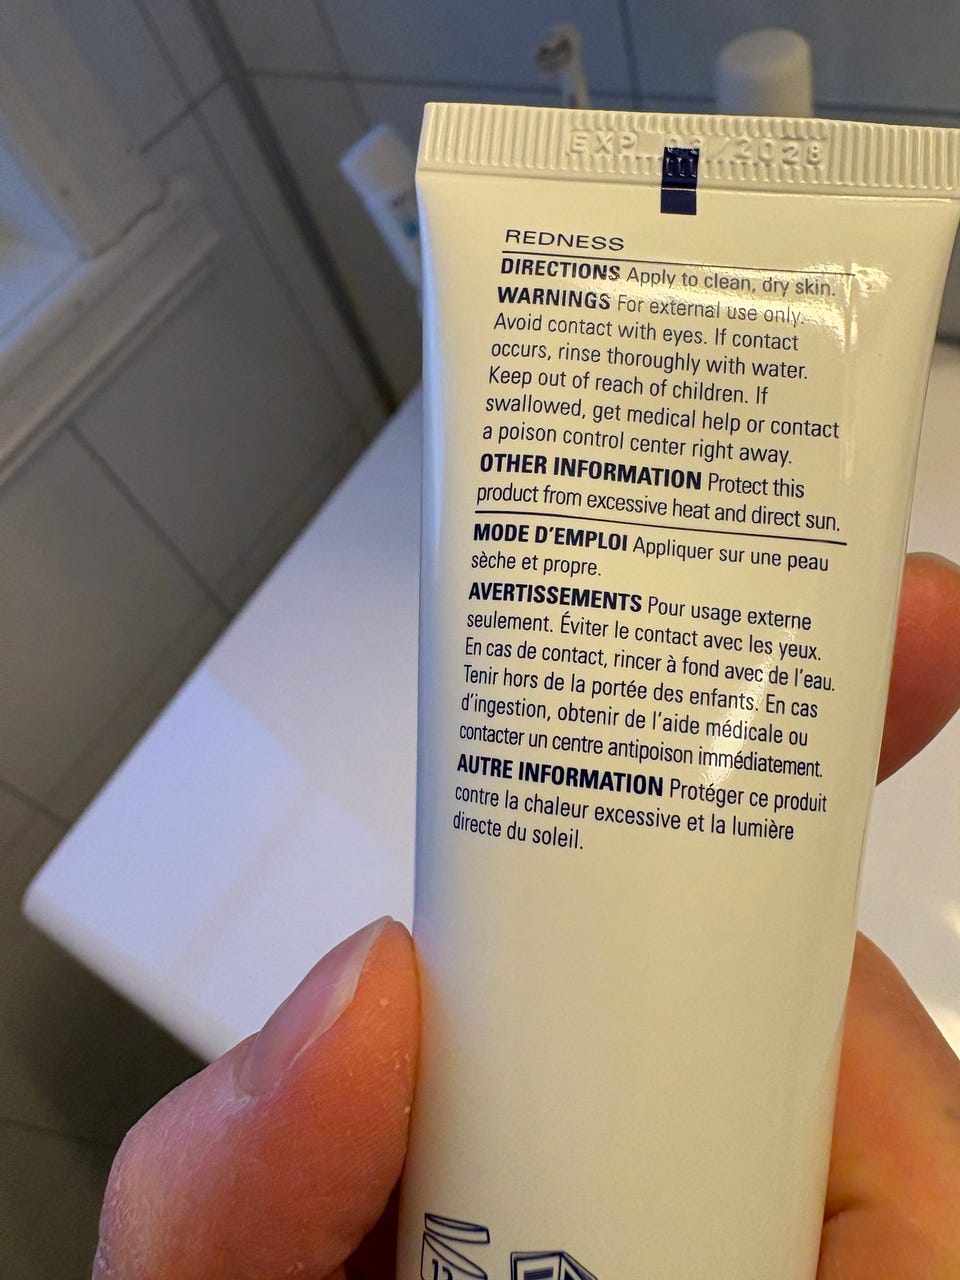 EXP /2028
REDNESS
DIRECTIONS Apply to clean, dry skin.
WARNINGS For external use only.
Avoid contact with eyes. If contact
occurs, rinse thoroughly with water.
Keep out of reach of children. If
swallowed, get medical help or contact
a poison control center right away.
OTHER INFORMATION Protect this
product from excessive heat and direct sun.
MODE D'EMPLOI Appliquer sur une peau
sèche et propre.
AVERTISSEMENTS Pour usage externe
seulement. Éviter le contact avec les yeux.
En cas de contact, rincer à fond avec de l'eau.
Tenir hors de la portée des enfants. En cas
d'ingestion, obtenir de l'aide médicale ou
contacter un centre antipoison immédiatement.
AUTRE INFORMATION Protéger ce produit
contre la chaleur excessive et la lumière
directe du soleil.